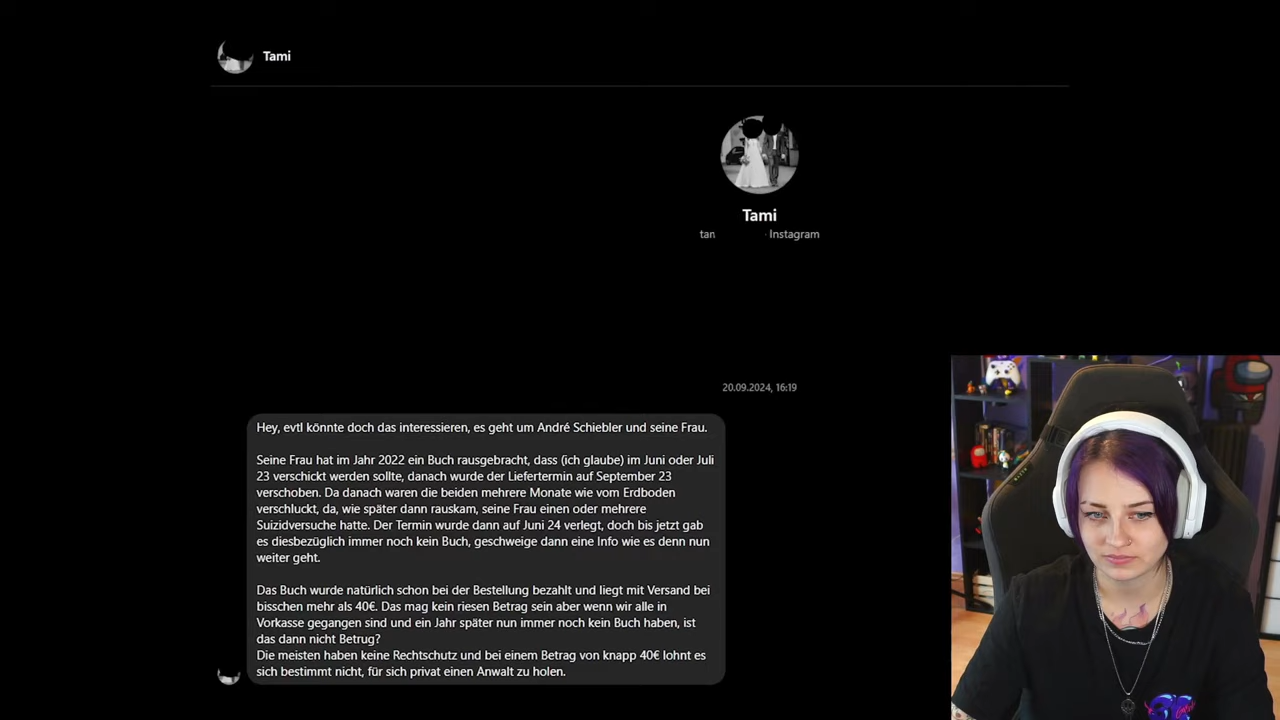 Tami
Tami
tan · Instagram
20.09.2024, 16:19
Hey, evtl könnte doch das interessieren, es geht um André Schiebler und seine Frau.
Seine Frau hat im Jahr 2022 ein Buch rausgebracht, dass (ich glaube) im Juni oder Juli
23 verschickt werden sollte, danach wurde der Liefertermin auf September 23
verschoben. Da danach waren die beiden mehrere Monate wie vom Erdboden
verschluckt, da, wie später dann rauskam, seine Frau einen oder mehrere
Suizidversuche hatte. Der Termin wurde dann auf Juni 24 verlegt, doch bis jetzt gab
es diesbezüglich immer noch kein Buch, geschweige dann eine Info wie es denn nun
weiter geht.
Das Buch wurde natürlich schon bei der Bestellung bezahlt und liegt mit Versand bei
bisschen mehr als 40€. Das mag kein riesen Betrag sein aber wenn wir alle in
Vorkasse gegangen sind und ein Jahr später nun immer noch kein Buch haben, ist
das dann nicht Betrug?
Die meisten haben keine Rechtschutz und bei einem Betrag von knapp 40€ lohnt es
sich bestimmt nicht, für sich privat einen Anwalt zu holen.